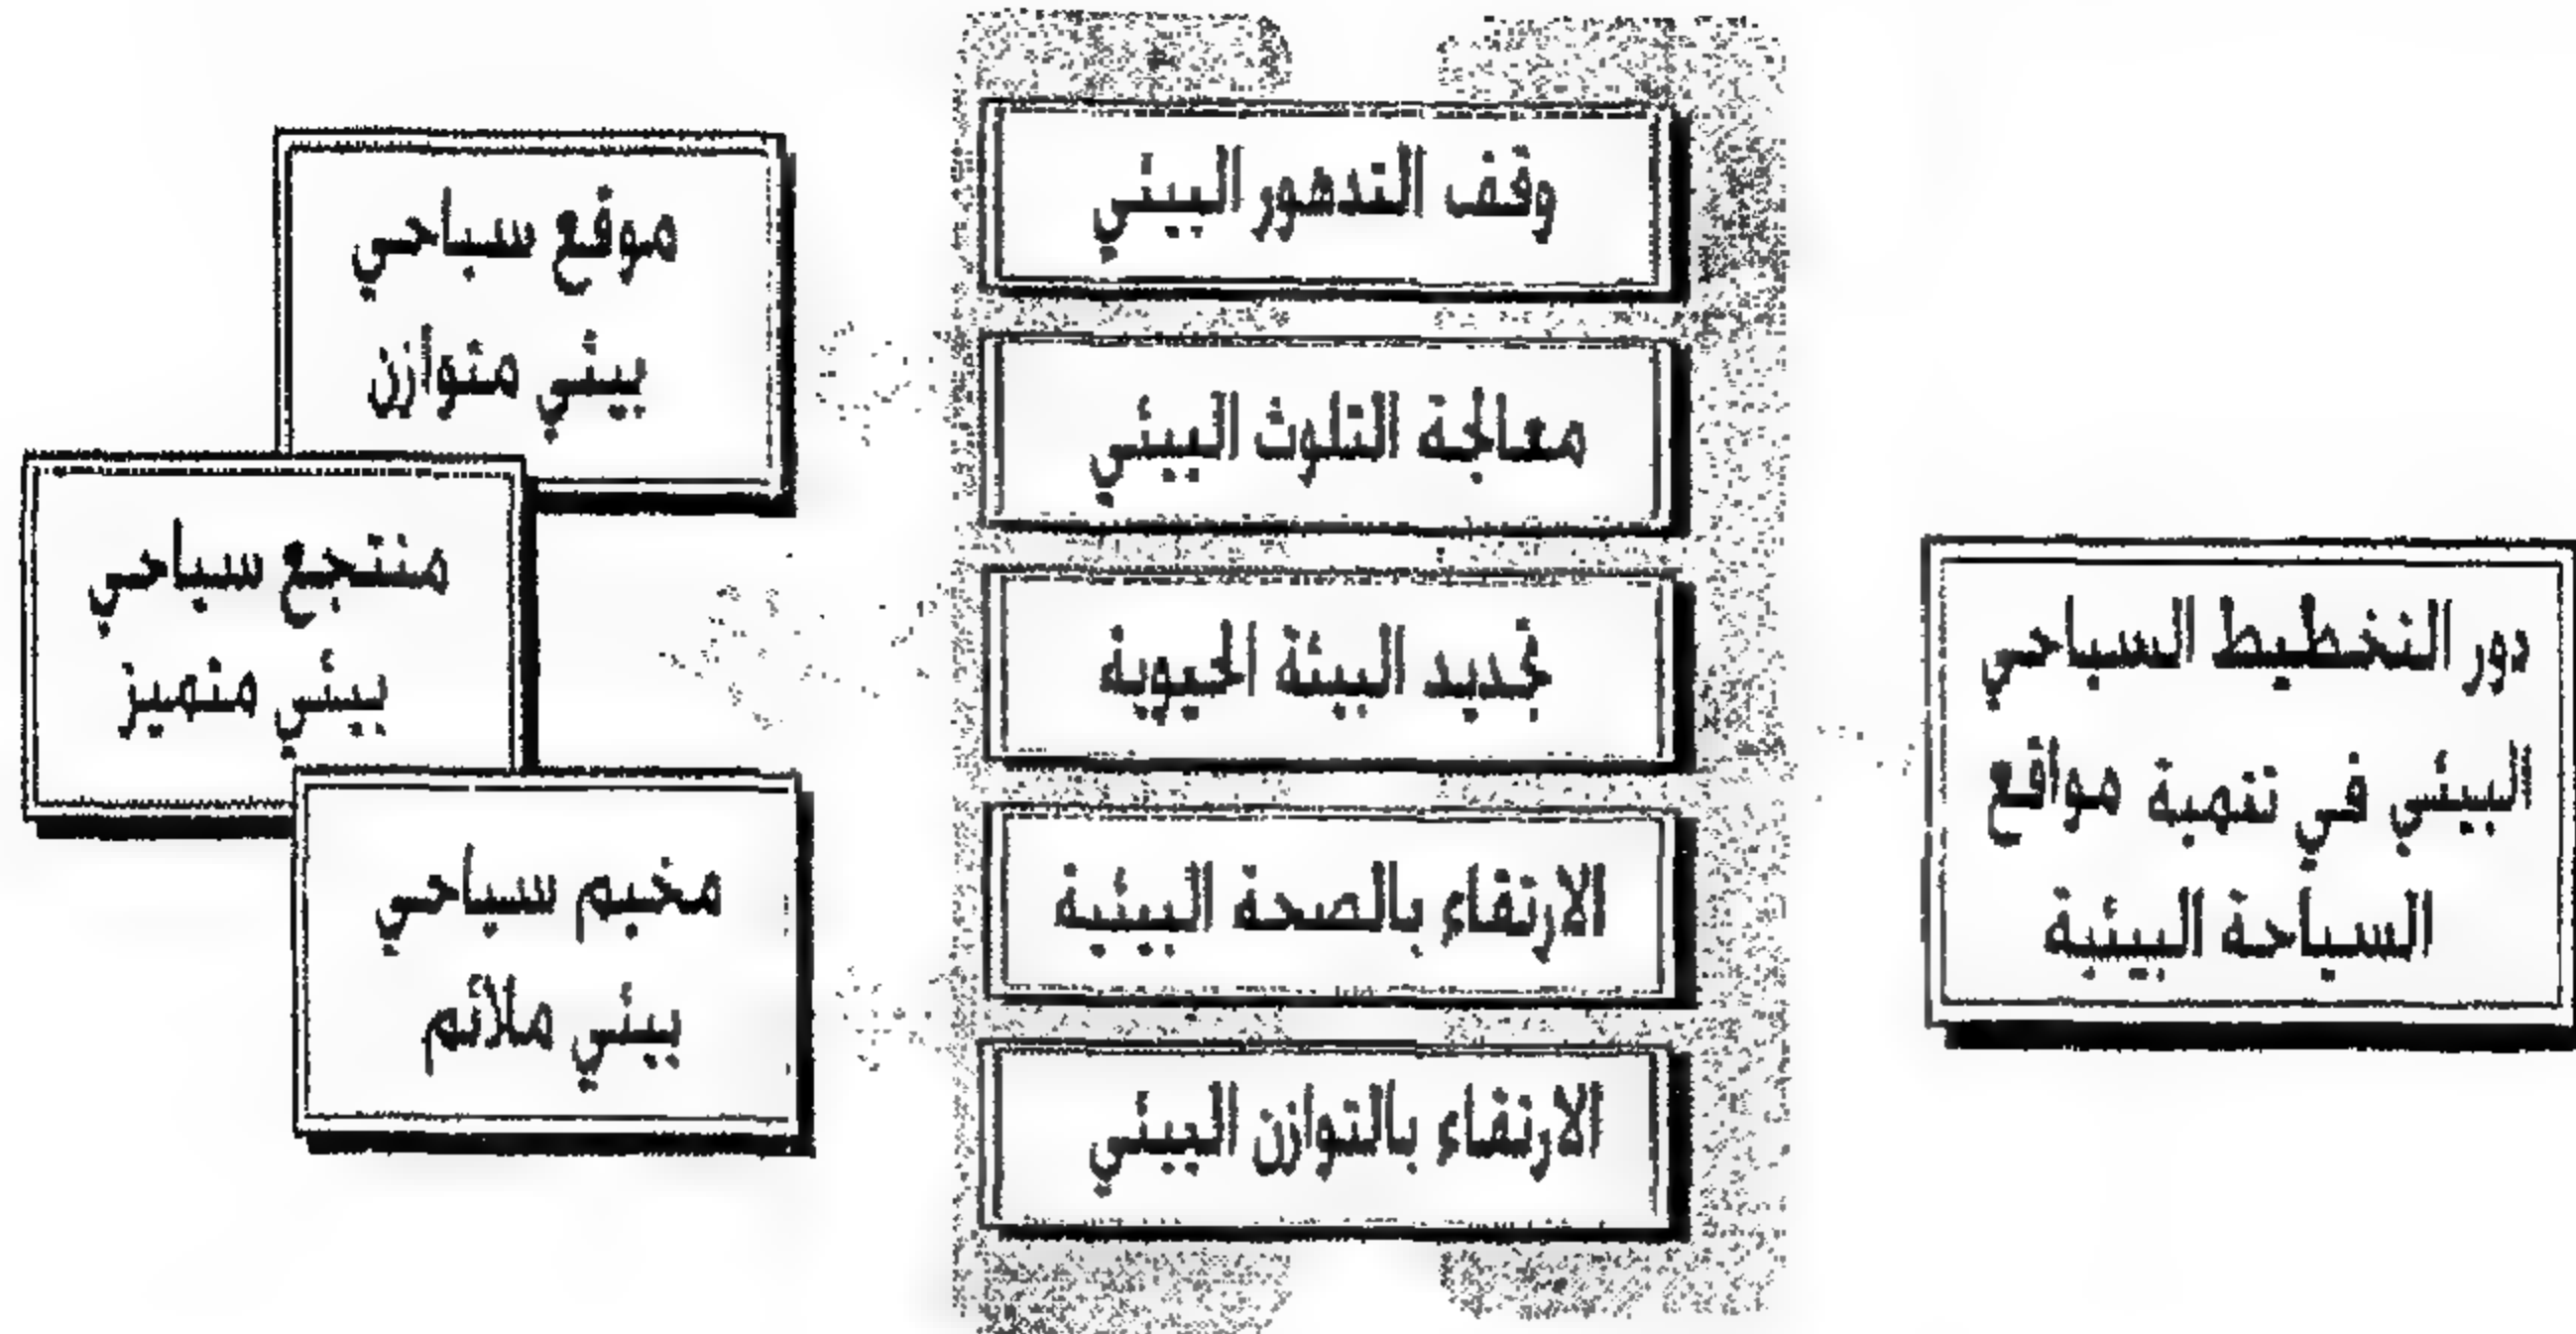 دور التخطيط السياحي
البيئي في تنمية مواقع
السياحة البيئية
وقف التدهور البيئي
معالجة التلوث البيئي
تجديد البيئة الحيوية
الارتقاء بالصحة البيئية
الارتقاء بالتوازن البيئي
موقع سياحي
بيئي متوازن
منتجع سياحي
بيئي متميز
مخيم سياحي
بيئي ملائم